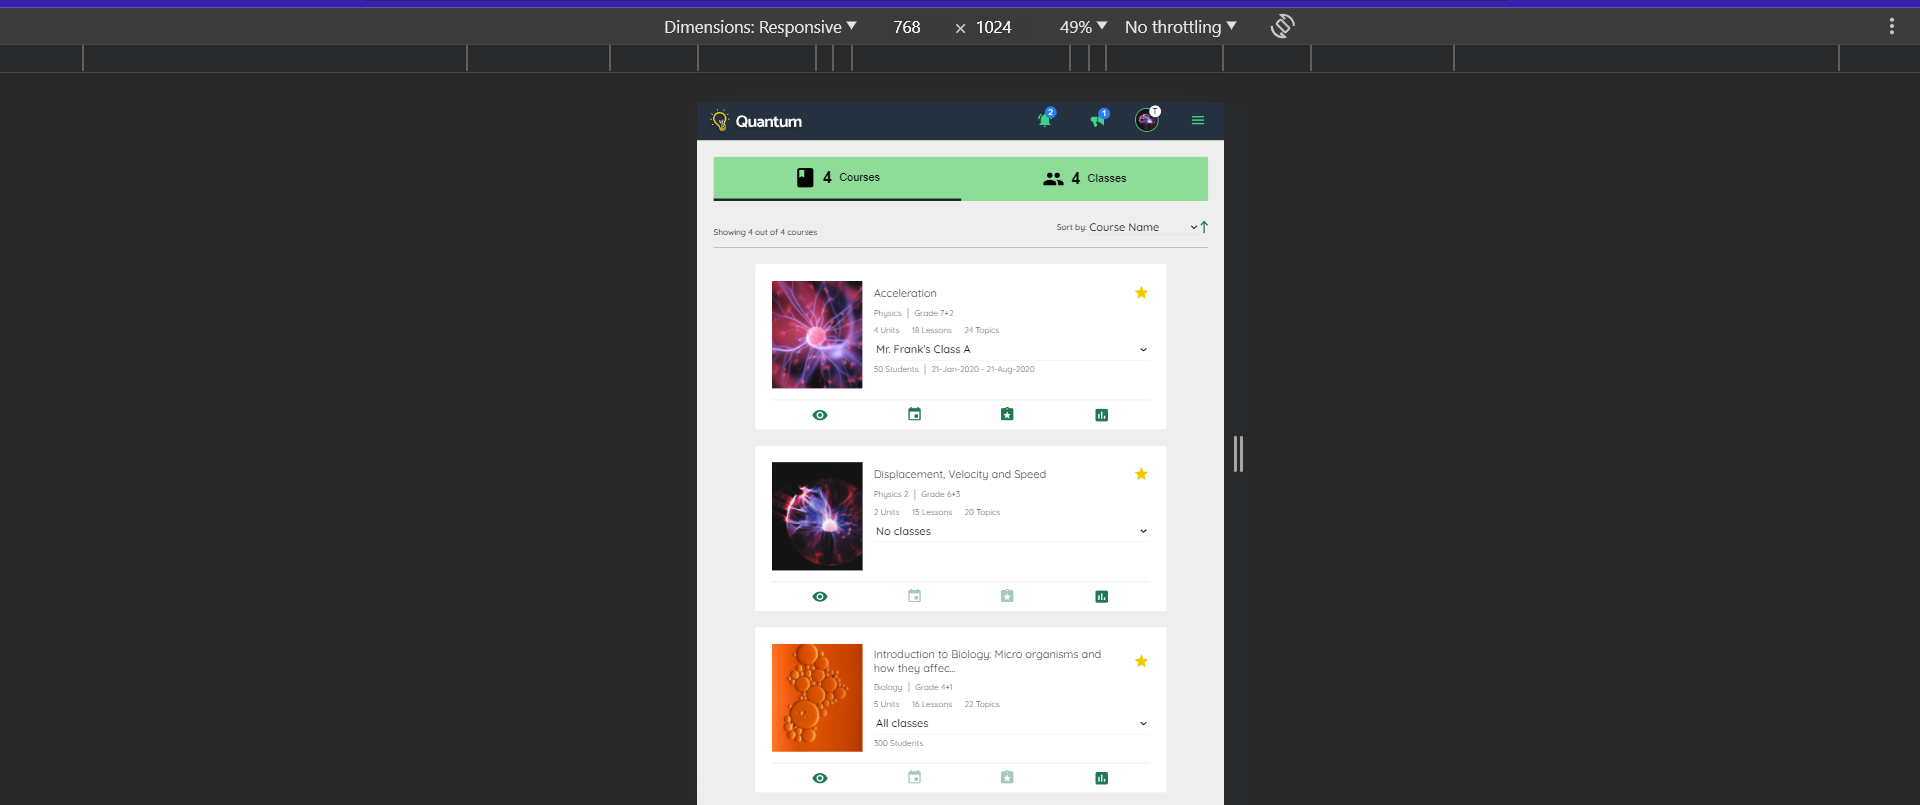 Dimensions: Responsive ▼ 768 × 1024 49% ▼ No throttling ▼
Quantum 2 1 T
4 Courses 4 Classes
Showing 4 out of 4 courses Sort by: Course Name
Acceleration
Physics | Grade 7+2
4 Units 18 Lessons 24 Topics
Mr. Frank's Class A
50 Students | 21-Jan-2020 - 21-Aug-2020
Displacement, Velocity and Speed
Physics 2 | Grade 6+3
2 Units 15 Lessons 20 Topics
No classes
Introduction to Biology: Micro organisms and
how they affec...
Biology | Grade 4+1
5 Units 16 Lessons 22 Topics
All classes
300 Students